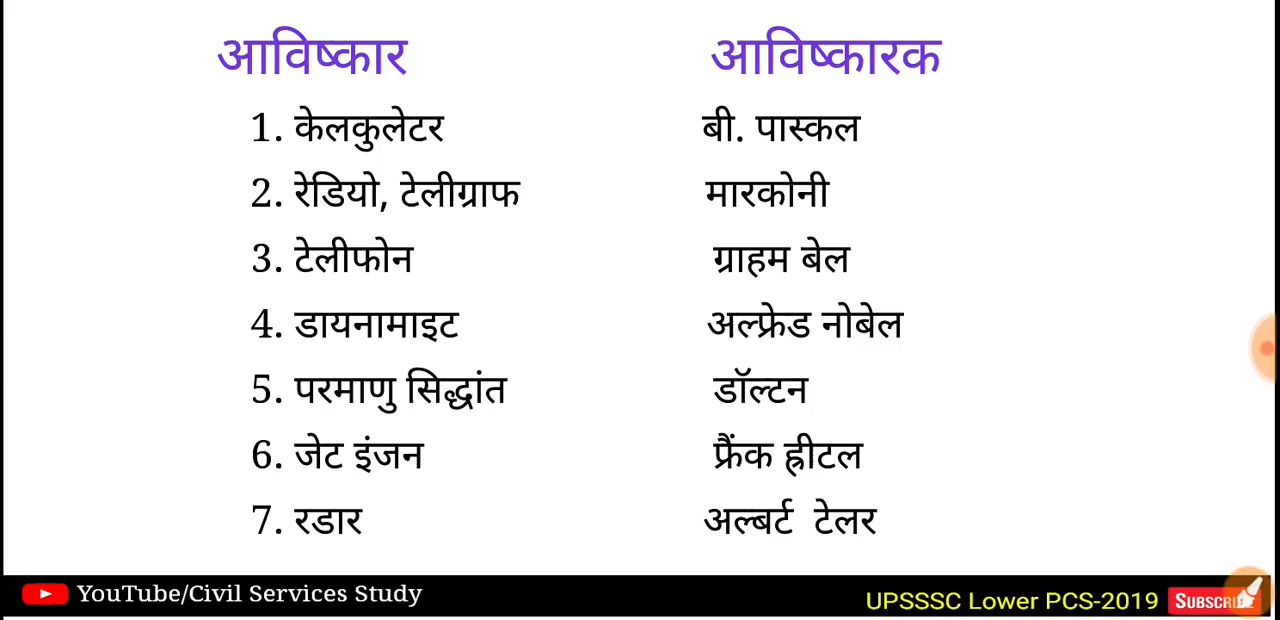 आविष्कार आविष्कारक
1. केलकुलेटर बी. पास्कल
2. रेडियो, टेलीग्राफ मारकोनी
3. टेलीफोन ग्राहम बेल
4. डायनामाइट अल्फ्रेड नोबेल
5. परमाणु सिद्धांत डॉल्टन
6. जेट इंजन फ्रैंक ह्रीटल
7. रडार अल्बर्ट टेलर
YouTube/Civil Services Study
UPSSSC Lower PCS-2019 SUBSCRIBE